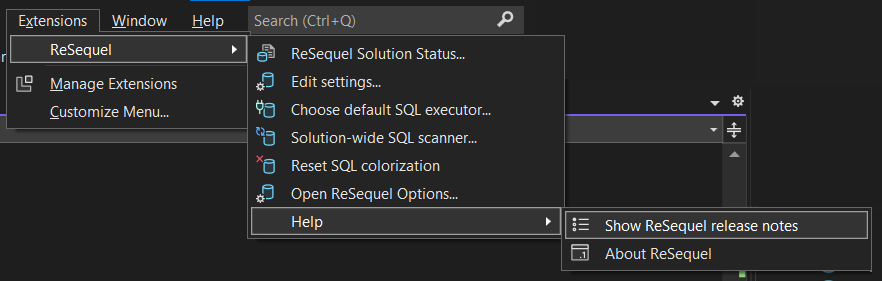 Extensions Window Help Search (Ctrl+Q)
ReSequel
Manage Extensions
Customize Menu...
ReSequel Solution Status...
Edit settings...
Choose default SQL executor...
Solution-wide SQL scanner...
Reset SQL colorization
Open ReSequel Options...
Help
Show ReSequel release notes
About ReSequel